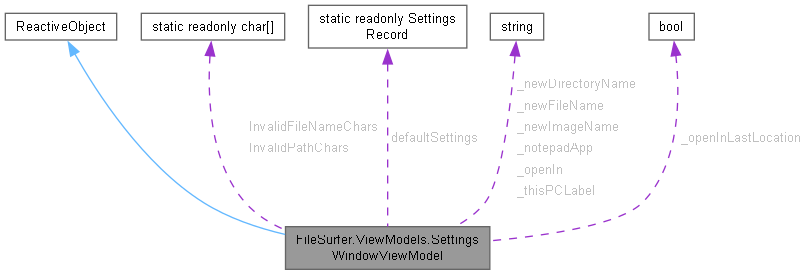 ReactiveObject
static readonly char[]
static readonly Settings
Record
string
bool
_newDirectoryName
_newFileName
_newImageName
_notepadApp
_openIn
_thisPCLabel
InvalidFileNameChars
InvalidPathChars
defaultSettings
_openInLastLocation
FileSurfer.ViewModels.Settings
WindowViewModel